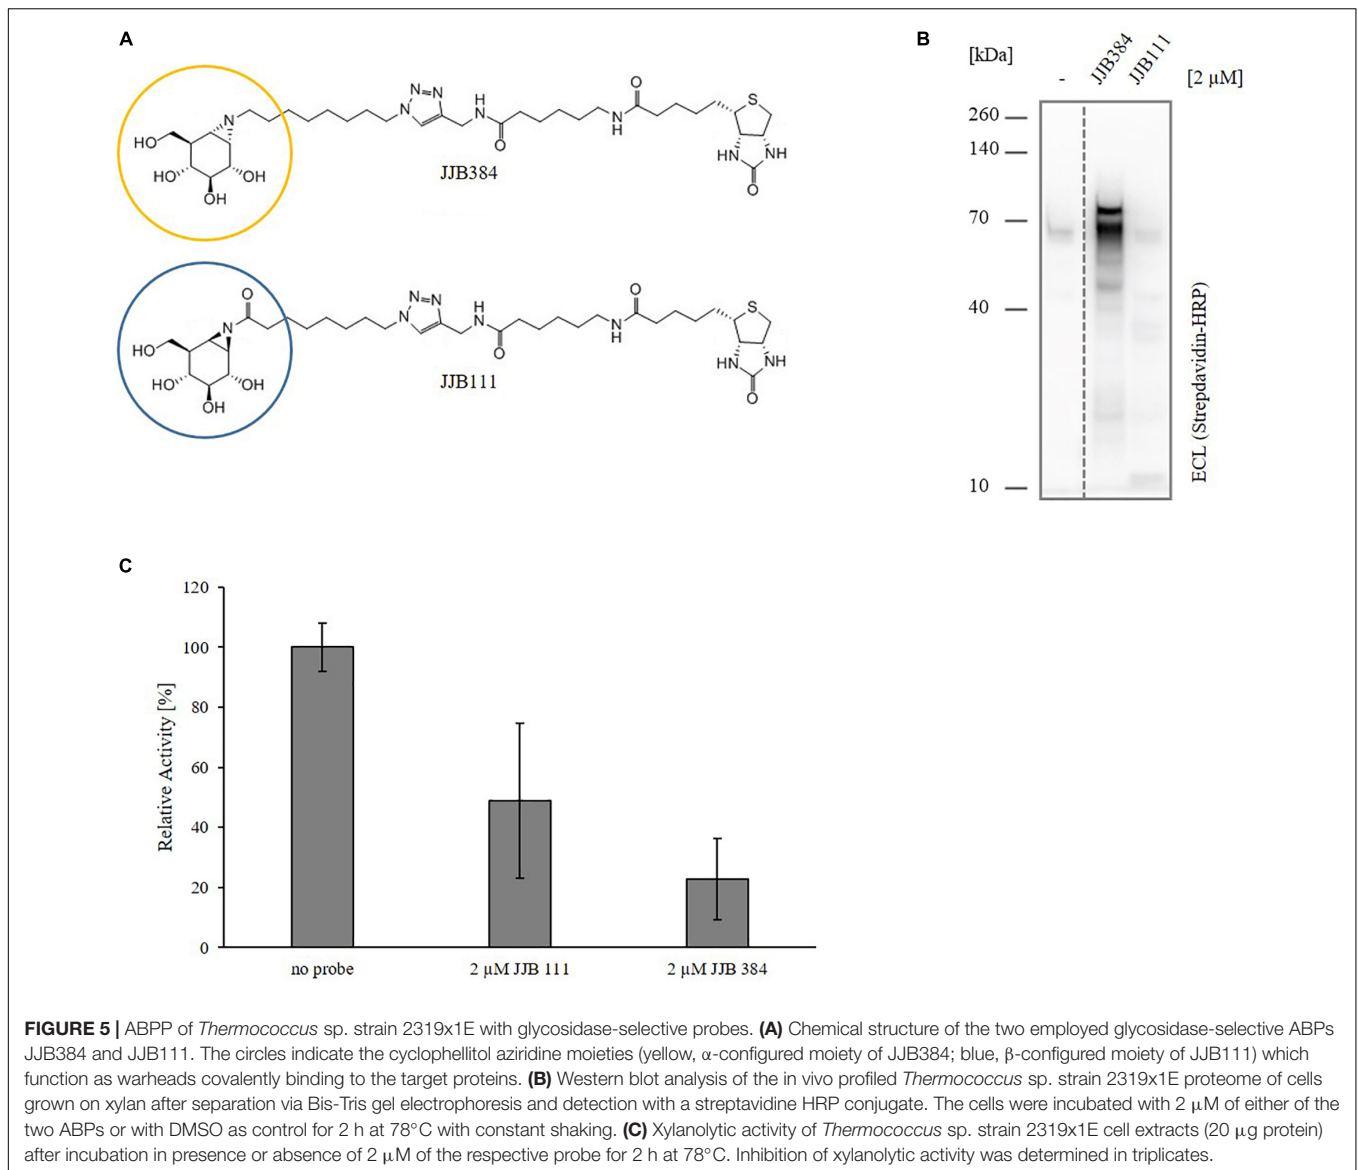 A
N
N=N
N
N
H
O
O
N
H
S
HN
NH
O
HO
HO
OH
OH
JJB384
O
N
N=N
N
N
H
O
O
N
H
S
HN
NH
O
HO
HO
OH
OH
JJB111
B
[kDa]
- JJB384 JJB111 [2 µM]
260
140
70
40
10
ECL (Strepdavidin-HRP)
C
Relative Activity [%]
120
100
80
60
40
20
0
no probe 2 µM JJB 111 2 µM JJB 384
FIGURE 5 | ABPP of Thermococcus sp. strain 2319x1E with glycosidase-selective probes. (A) Chemical structure of the two employed glycosidase-selective ABPs
JJB384 and JJB111. The circles indicate the cyclophellitol aziridine moieties (yellow, α-configured moiety of JJB384; blue, β-configured moiety of JJB111) which
function as warheads covalently binding to the target proteins. (B) Western blot analysis of the in vivo profiled Thermococcus sp. strain 2319x1E proteome of cells
grown on xylan after separation via Bis-Tris gel electrophoresis and detection with a streptavidine HRP conjugate. The cells were incubated with 2 µM of either of the
two ABPs or with DMSO as control for 2 h at 78°C with constant shaking. (C) Xylanolytic activity of Thermococcus sp. strain 2319x1E cell extracts (20 µg protein)
after incubation in presence or absence of 2 µM of the respective probe for 2 h at 78°C. Inhibition of xylanolytic activity was determined in triplicates.